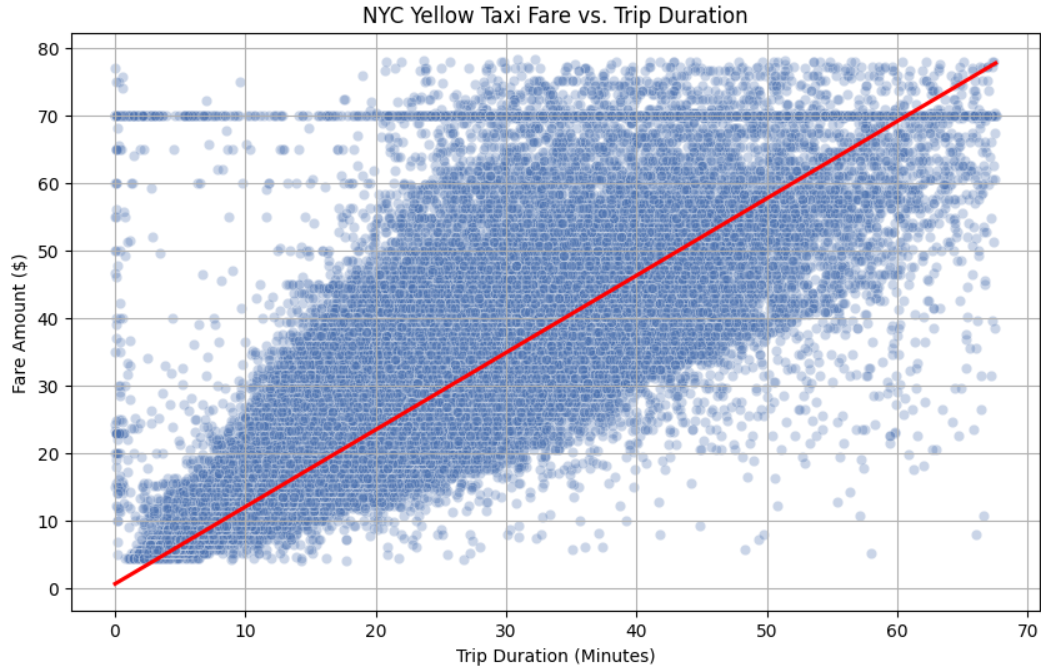 NYC Yellow Taxi Fare vs. Trip Duration
80
70
60
50
40
30
20
10
0
Fare Amount ($)
0 10 20 30 40 50 60 70
Trip Duration (Minutes)